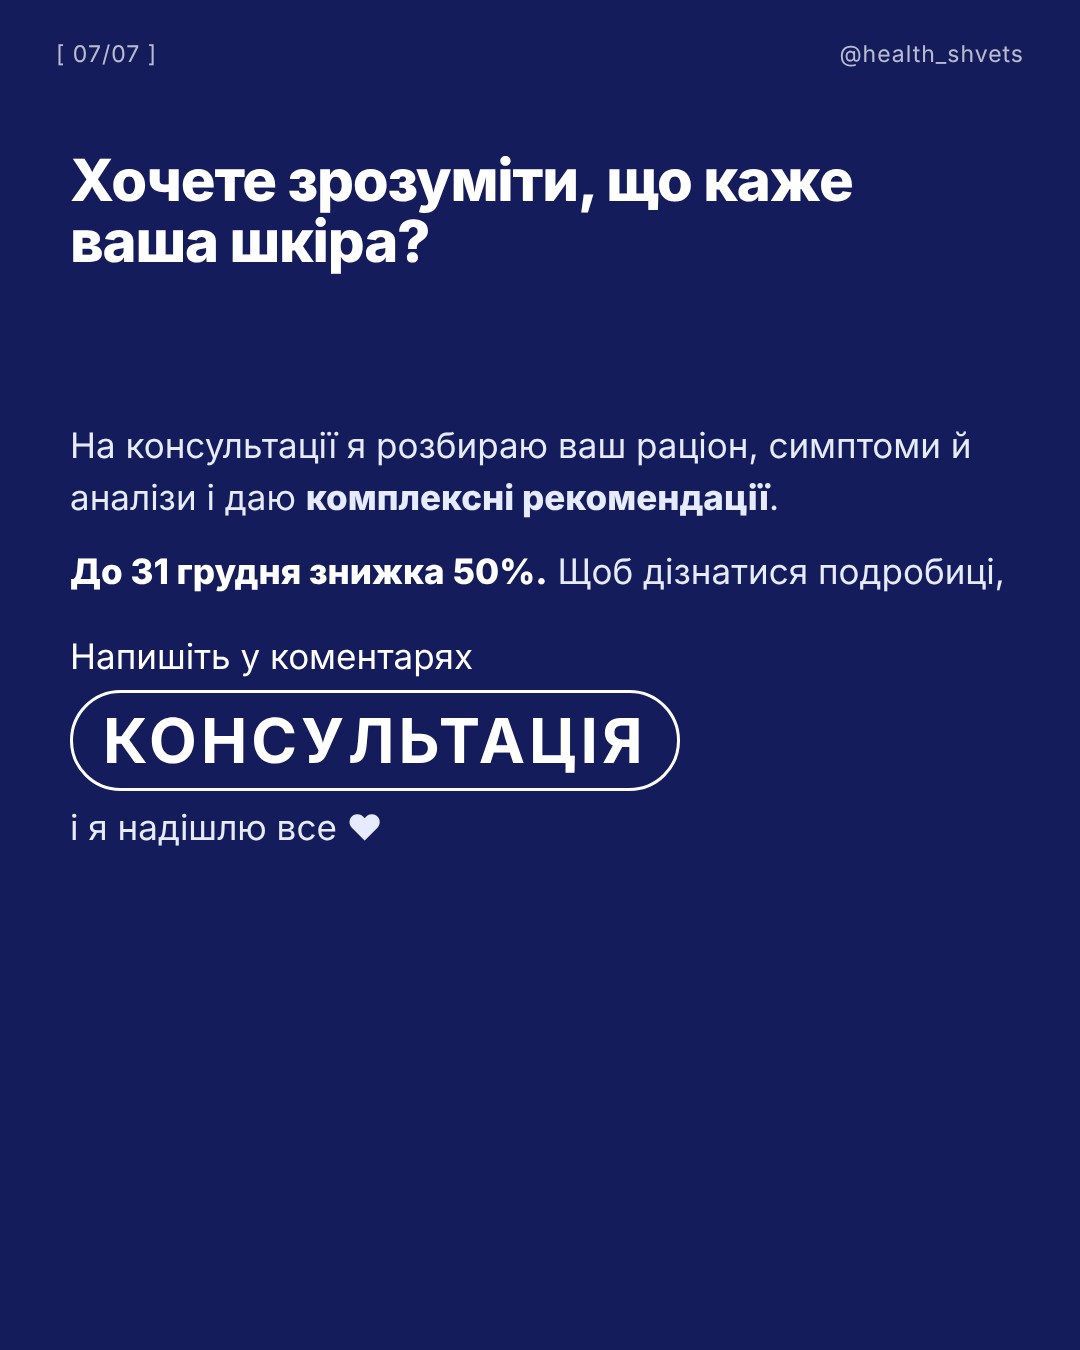 [ 07/07 ]
@health_shvets
Хочете зрозуміти, що каже
ваша шкіра?
На консультації я розбираю ваш раціон, симптоми й
аналізи і даю комплексні рекомендації.
До 31 грудня знижка 50%. Щоб дізнатися подробиці,
Напишіть у коментарях
КОНСУЛЬТАЦІЯ
і я надішлю все ♥